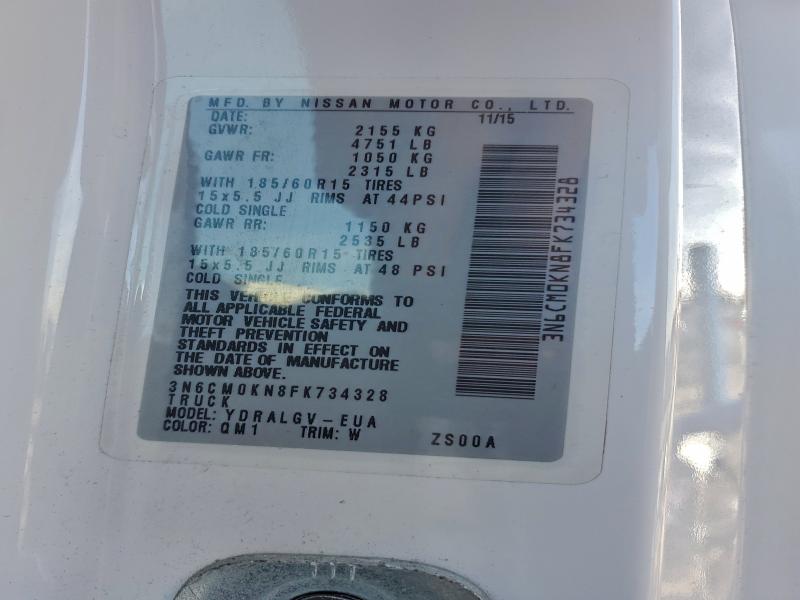 MFD. BY NISSAN MOTOR CO., LTD.
DATE: 11/15
GVWR: 2155 KG
4751 LB
GAWR FR: 1050 KG
2315 LB
WITH 185/60R15 TIRES
15x5.5 JJ RIMS AT 44PSI
COLD SINGLE
GAWR RR: 1150 KG
2535 LB
WITH 185/60R15 TIRES
15x5.5 JJ RIMS AT 48 PSI
COLD SINGLE
THIS VEHICLE CONFORMS TO
ALL APPLICABLE FEDERAL
MOTOR VEHICLE SAFETY AND
THEFT PREVENTION
STANDARDS IN EFFECT ON
THE DATE OF MANUFACTURE
SHOWN ABOVE.
3N6CM0KN8FK734328
TRUCK
MODEL: YDRALGV-EUA
COLOR: QM1 TRIM: W ZS00A
3N6CM0KN8FK734328